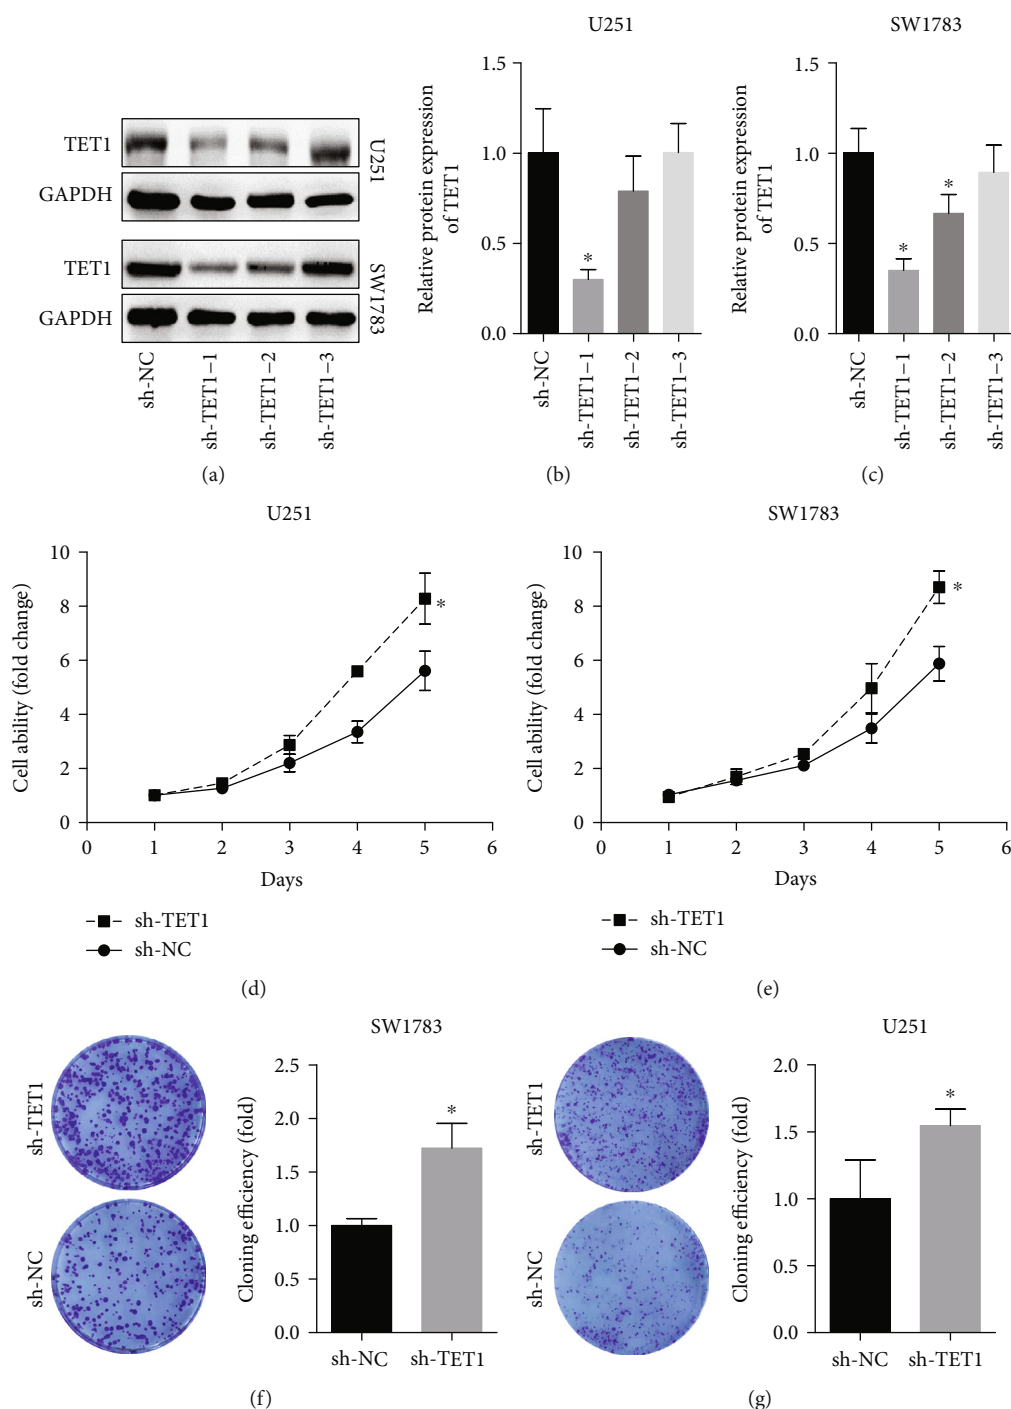 TET1
GAPDH
U251
TET1
GAPDH
SW1783
sh-NC
sh-TET1−1
sh-TET1−2
sh-TET1−3
(a)
U251
Relative protein expression
of TET1
1.5
1.0
0.5
0.0
*
sh-NC
sh-TET1−1
sh-TET1−2
sh-TET1−3
(b)
SW1783
Relative protein expression
of TET1
1.5
1.0
0.5
0.0
*
*
sh-NC
sh-TET1−1
sh-TET1−2
sh-TET1−3
(c)
U251
Cell ability (fold change)
10
8
6
4
2
0
*
0 1 2 3 4 5 6
Days
sh-TET1
sh-NC
(d)
SW1783
Cell ability (fold change)
10
8
6
4
2
0
*
0 1 2 3 4 5 6
Days
sh-TET1
sh-NC
(e)
sh-TET1
sh-NC
SW1783
Cloning efficiency (fold)
2.5
2.0
1.5
1.0
0.5
0.0
*
sh-NC sh-TET1
(f)
sh-TET1
sh-NC
U251
Cloning efficiency (fold)
2.0
1.5
1.0
0.5
0.0
*
sh-NC sh-TET1
(g)